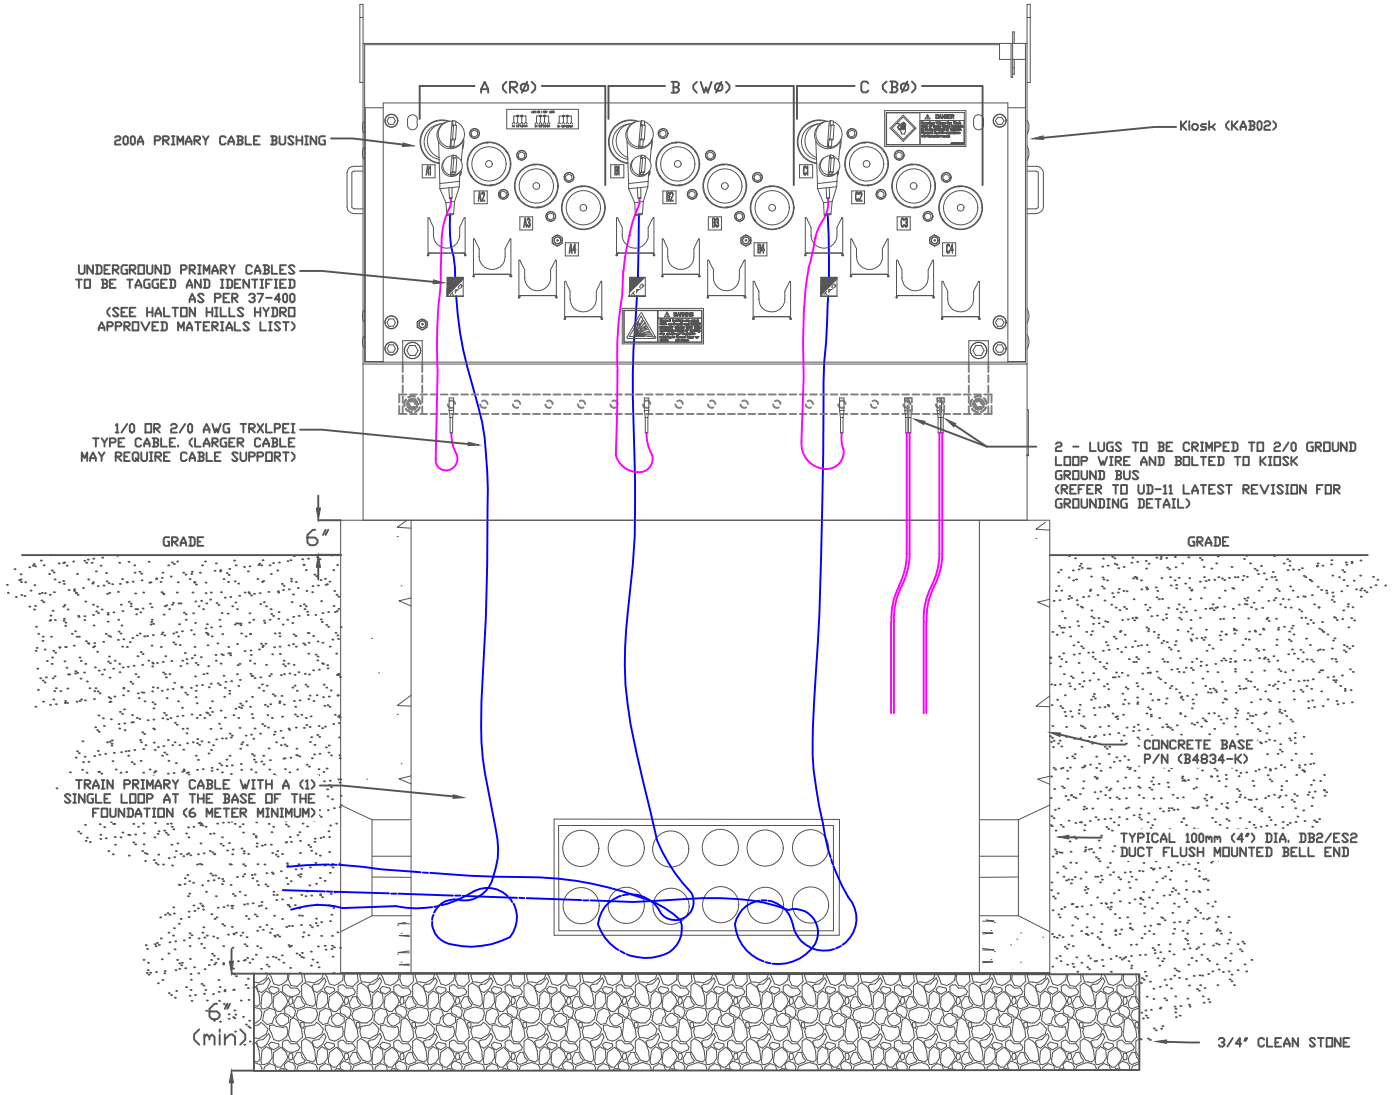 A (RØ)
B (WØ)
C (BØ)
DANGER
200A PRIMARY CABLE BUSHING
Kiosk (KAB02)
A1
A2
A3
A4
B1
B2
B3
B4
C1
C2
C3
C4
UNDERGROUND PRIMARY CABLES
TO BE TAGGED AND IDENTIFIED
AS PER 37-400
(SEE HALTON HILLS HYDRO
APPROVED MATERIALS LIST)
WARNING
1/0 OR 2/0 AWG TRXLPEI
TYPE CABLE. (LARGER CABLE
MAY REQUIRE CABLE SUPPORT)
2 - LUGS TO BE CRIMPED TO 2/0 GROUND
LOOP WIRE AND BOLTED TO KIOSK
GROUND BUS
(REFER TO UD-11 LATEST REVISION FOR
GROUNDING DETAIL)
GRADE
6"
GRADE
CONCRETE BASE
P/N (B4834-K)
TRAIN PRIMARY CABLE WITH A (1)
SINGLE LOOP AT THE BASE OF THE
FOUNDATION (6 METER MINIMUM).
TYPICAL 100mm (4") DIA. DB2/ES2
DUCT FLUSH MOUNTED BELL END
6"
(min)
3/4" CLEAN STONE